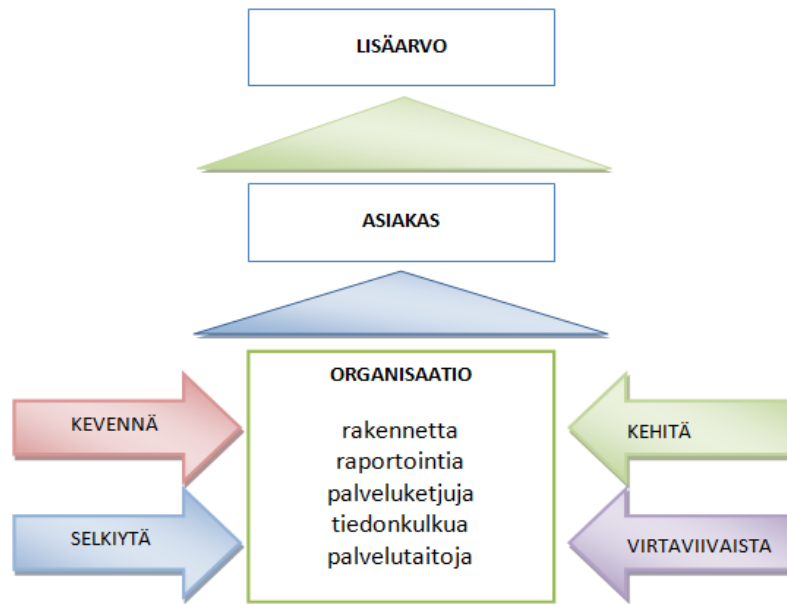 LISÄARVO
ASIAKAS
ORGANISAATIO
rakennetta
raportointia
palveluketjuja
tiedonkulkua
palvelutaitoja
KEVENNÄ
SELKIYTÄ
KEHITÄ
VIRTAVIIVAISTA